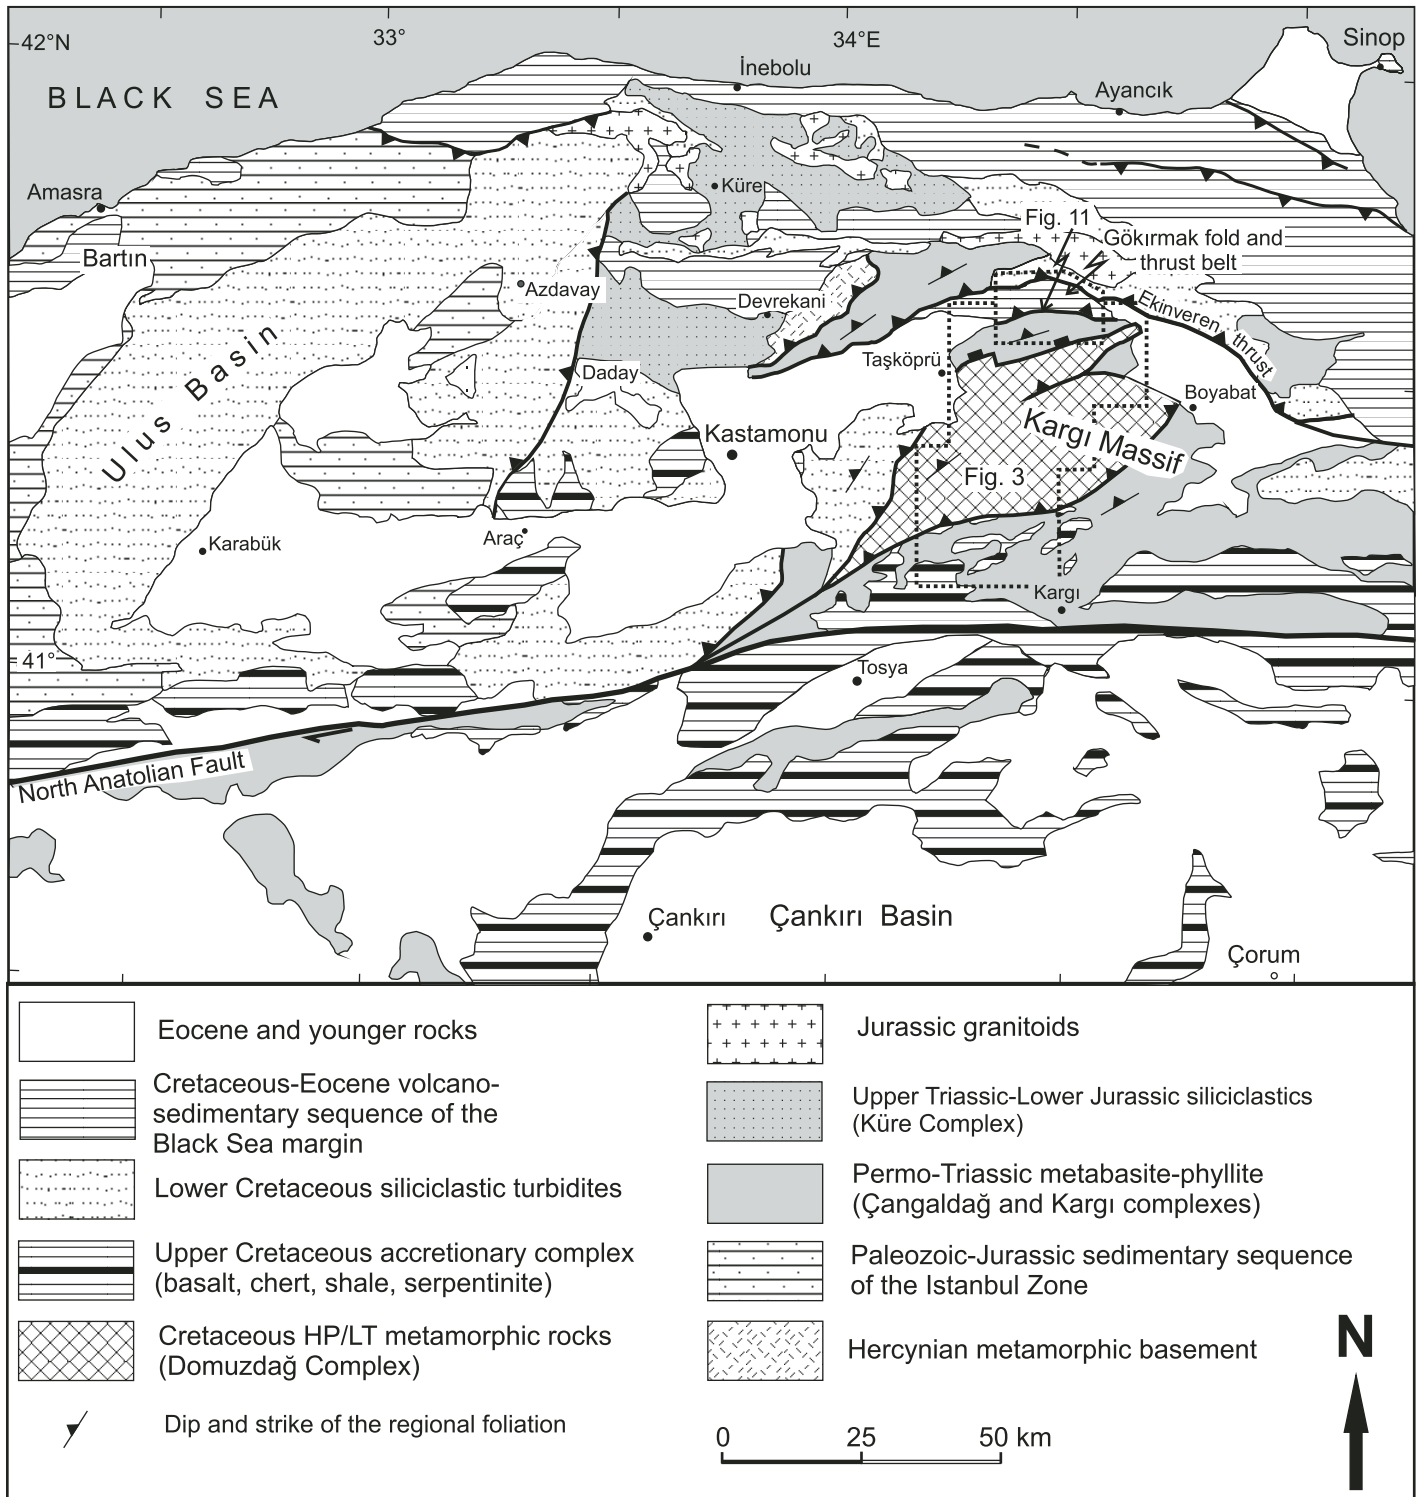 42°N
33°
34°E
Sinop
BLACK SEA
İnebolu
Ayancık
Amasra
Küre
Fig. 11
Bartın
Gökırmak fold and
thrust belt
Azdavay
Devrekani
Ekinveren thrust
Ulus Basin
Taşköprü
Daday
Boyabat
Kastamonu
Kargı Massif
Fig. 3
Karabük
Araç
Kargı
41°
Tosya
North Anatolian Fault
Çankırı
Çankırı Basin
Çorum
Eocene and younger rocks
Cretaceous-Eocene volcano-
sedimentary sequence of the
Black Sea margin
Lower Cretaceous siliciclastic turbidites
Upper Cretaceous accretionary complex
(basalt, chert, shale, serpentinite)
Cretaceous HP/LT metamorphic rocks
(Domuzdağ Complex)
Dip and strike of the regional foliation
Jurassic granitoids
Upper Triassic-Lower Jurassic siliciclastics
(Küre Complex)
Permo-Triassic metabasite-phyllite
(Çangaldağ and Kargı complexes)
Paleozoic-Jurassic sedimentary sequence
of the Istanbul Zone
Hercynian metamorphic basement
N
0 25 50 km